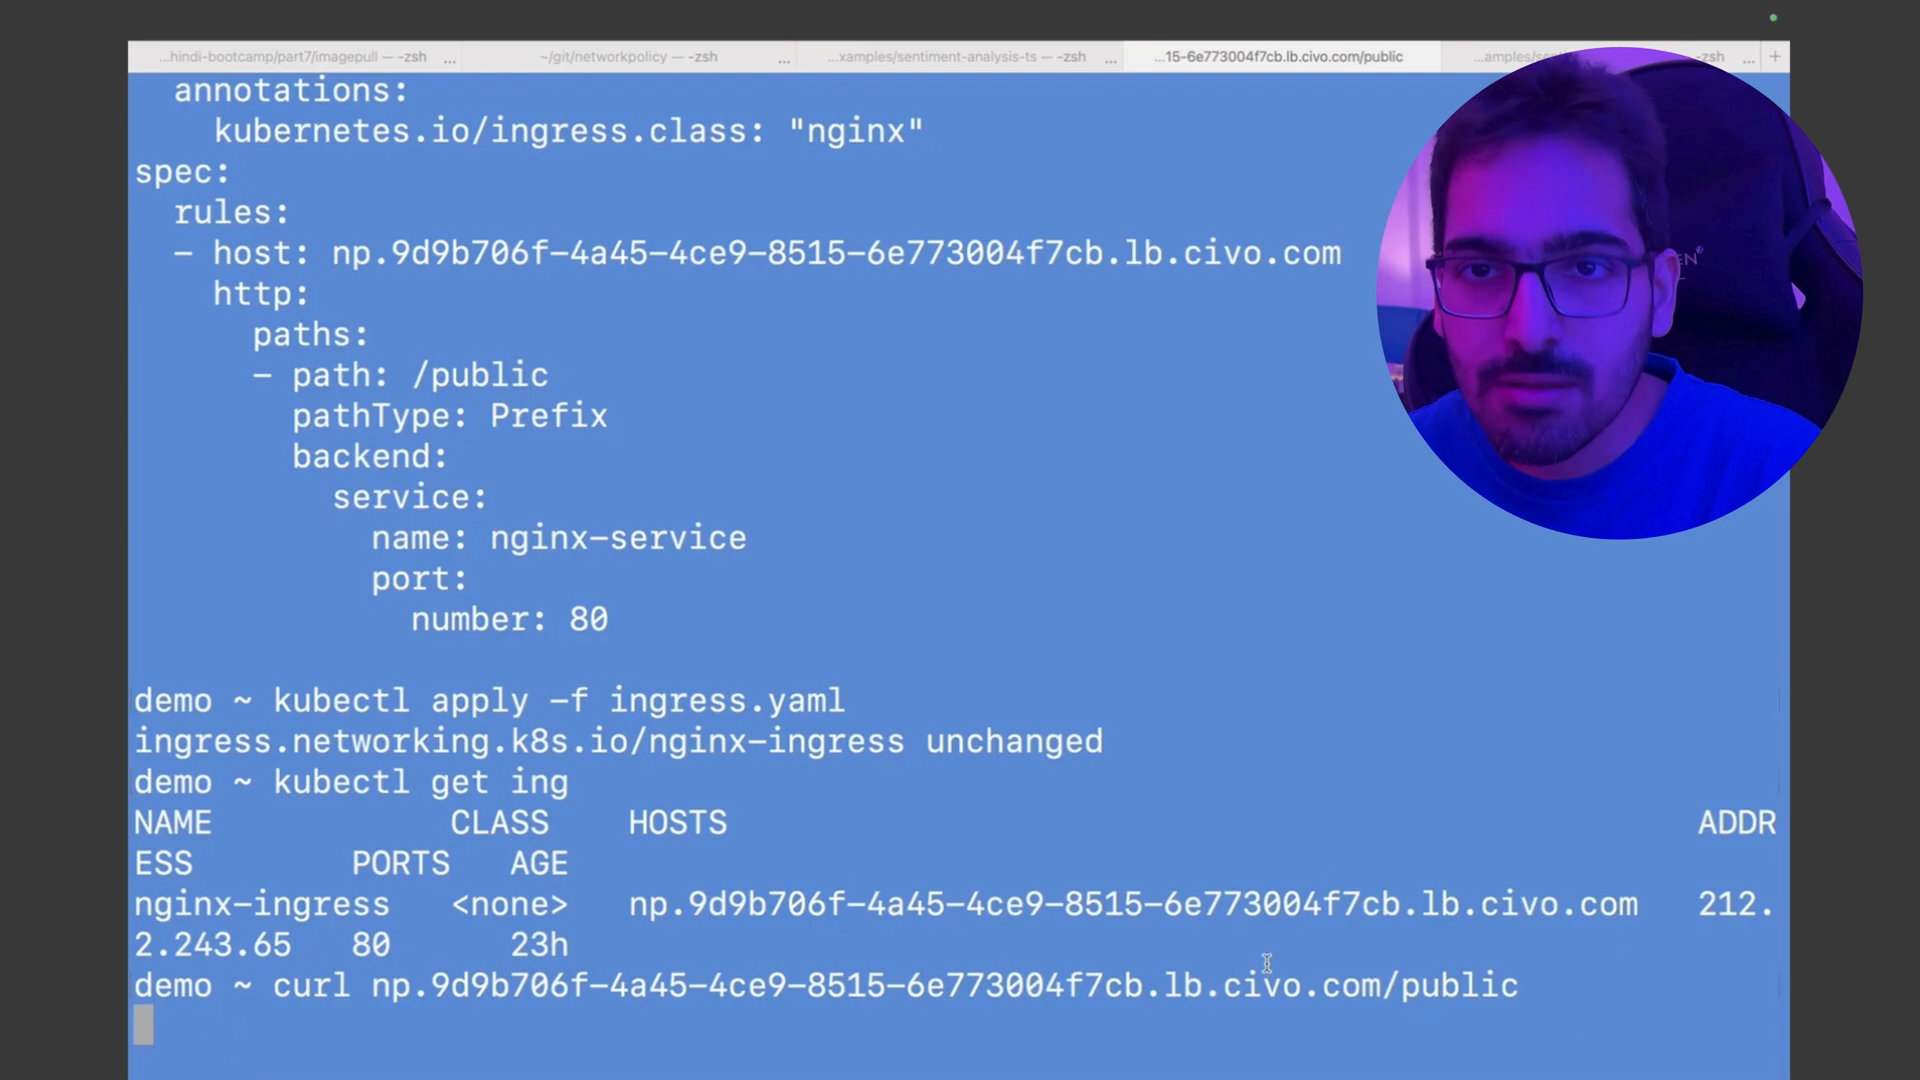 ...hindi-bootcamp/part7/imagepull — -zsh ...
~/git/networkpolicy — -zsh ...
...xamples/sentiment-analysis-ts — -zsh ...
...15-6e773004f7cb.lb.civo.com/public
-zsh ... +
annotations:
kubernetes.io/ingress.class: "nginx"
spec:
rules:
- host: np.9d9b706f-4a45-4ce9-8515-6e773004f7cb.lb.civo.com
http:
paths:
- path: /public
pathType: Prefix
backend:
service:
name: nginx-service
port:
number: 80
demo ~ kubectl apply -f ingress.yaml
ingress.networking.k8s.io/nginx-ingress unchanged
demo ~ kubectl get ing
NAME CLASS HOSTS ADDR
ESS PORTS AGE
nginx-ingress <none> np.9d9b706f-4a45-4ce9-8515-6e773004f7cb.lb.civo.com 212.
2.243.65 80 23h
demo ~ curl np.9d9b706f-4a45-4ce9-8515-6e773004f7cb.lb.civo.com/public